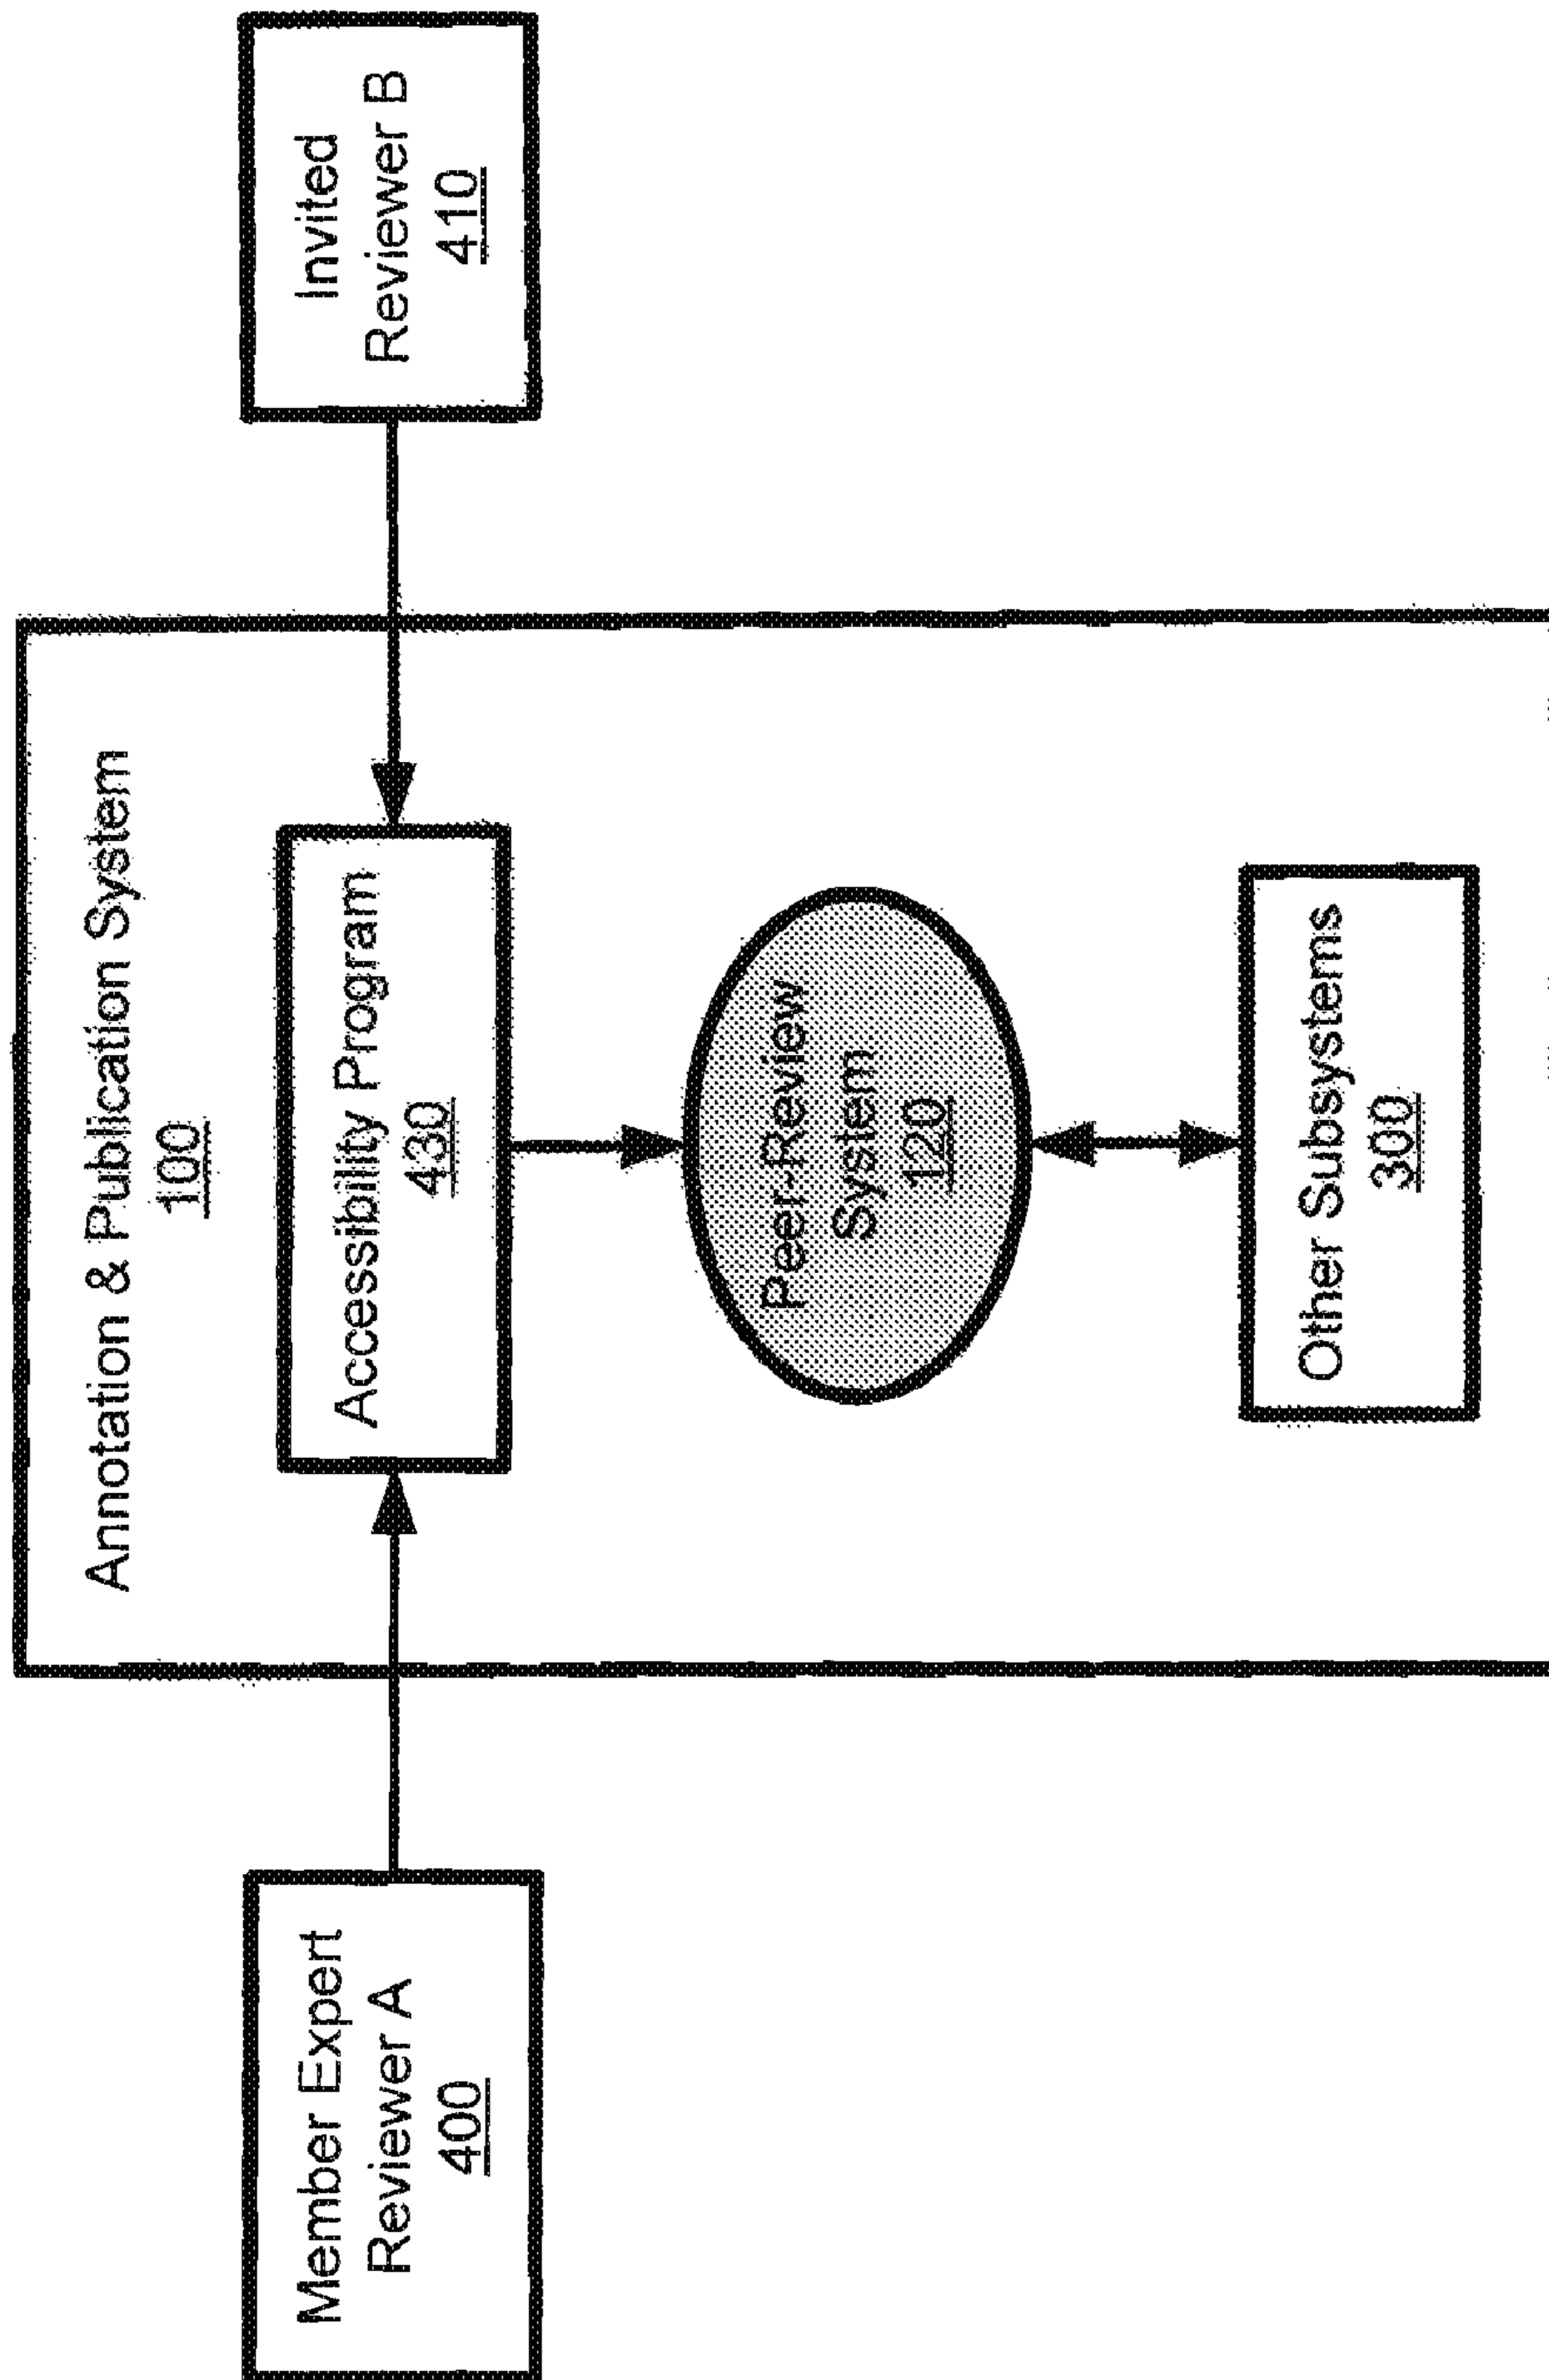 Annotation & Publication System
100
Member Expert
Reviewer A
400
Accessibility Program
430
Invited
Reviewer B
410
Peer-Review
System
120
Other Subsystems
300